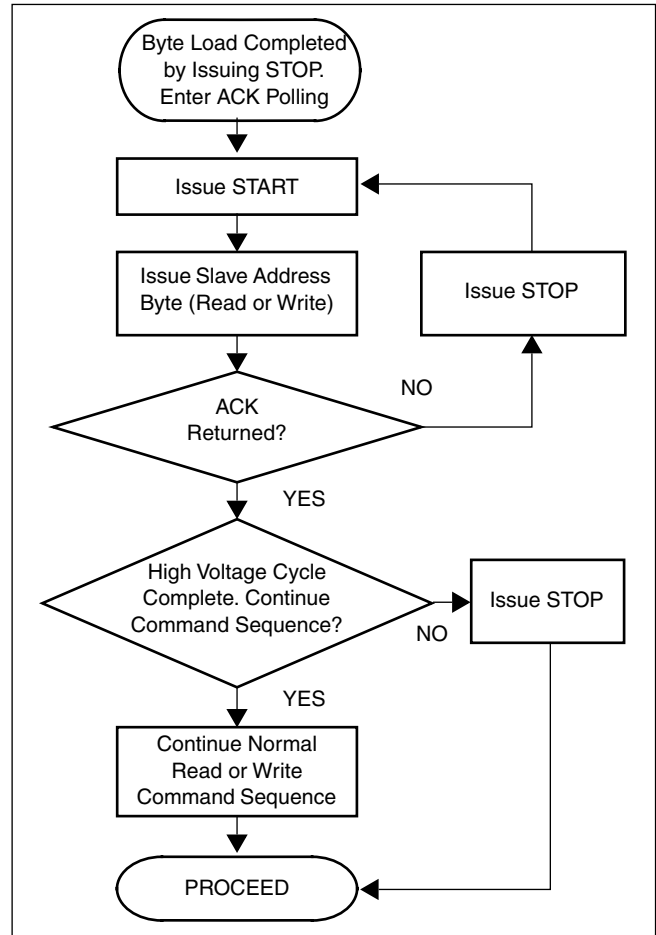 Byte Load Completed
by Issuing STOP.
Enter ACK Polling
Issue START
Issue Slave Address
Byte (Read or Write)
Issue STOP
NO
ACK
Returned?
YES
High Voltage Cycle
Complete. Continue
Command Sequence?
Issue STOP
NO
YES
Continue Normal
Read or Write
Command Sequence
PROCEED